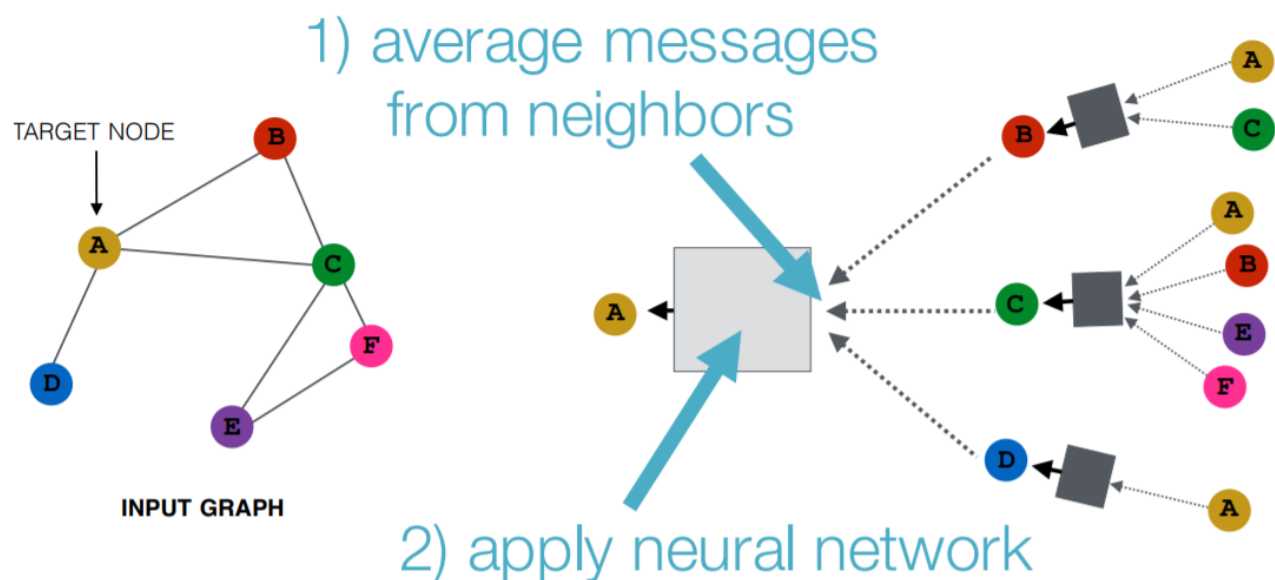 1) average messages
from neighbors
TARGET NODE
B
A
C
F
D
E
INPUT GRAPH
A
B
A
C
C
A
B
E
F
D
A
2) apply neural network